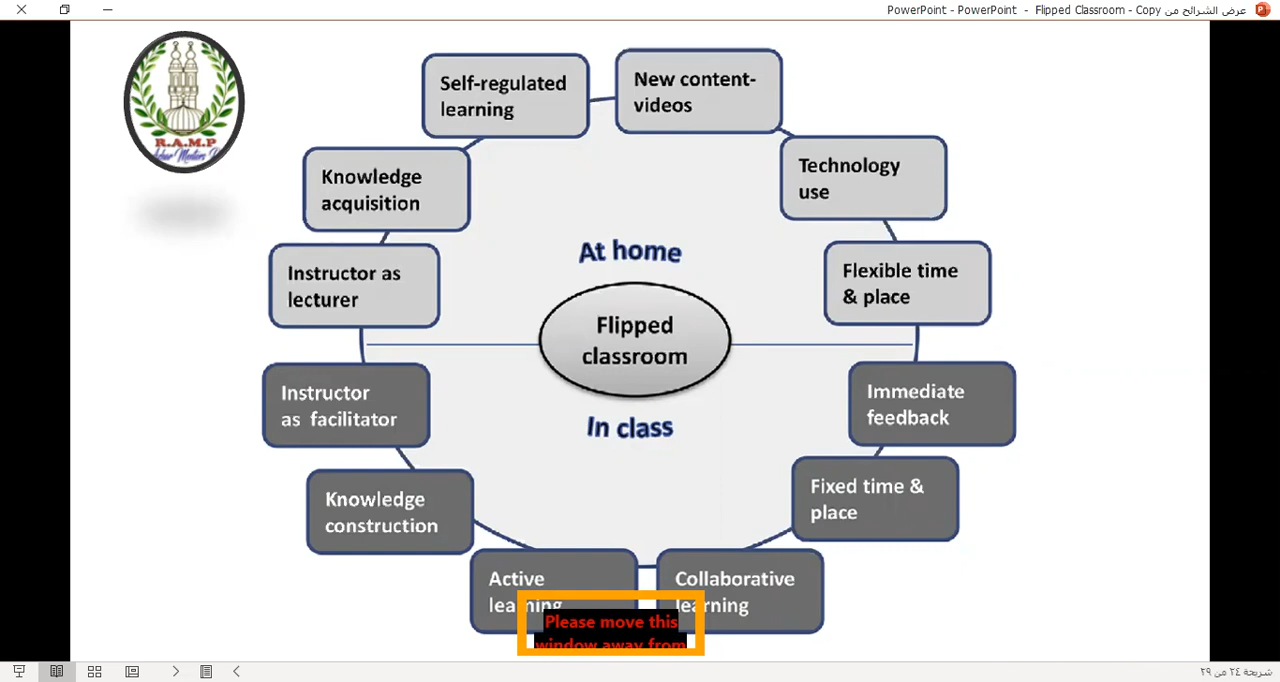 عرض الشرائح من PowerPoint - PowerPoint - Flipped Classroom - Copy
R.A.M.P
Self-regulated
learning
New content-
videos
Knowledge
acquisition
Technology
use
At home
Instructor as
lecturer
Flexible time
& place
Flipped
classroom
Instructor
as facilitator
Immediate
feedback
In class
Knowledge
construction
Fixed time &
place
Active
learning
Collaborative
learning
Please move this
window away from
شريحة ٢٤ من ٢٩